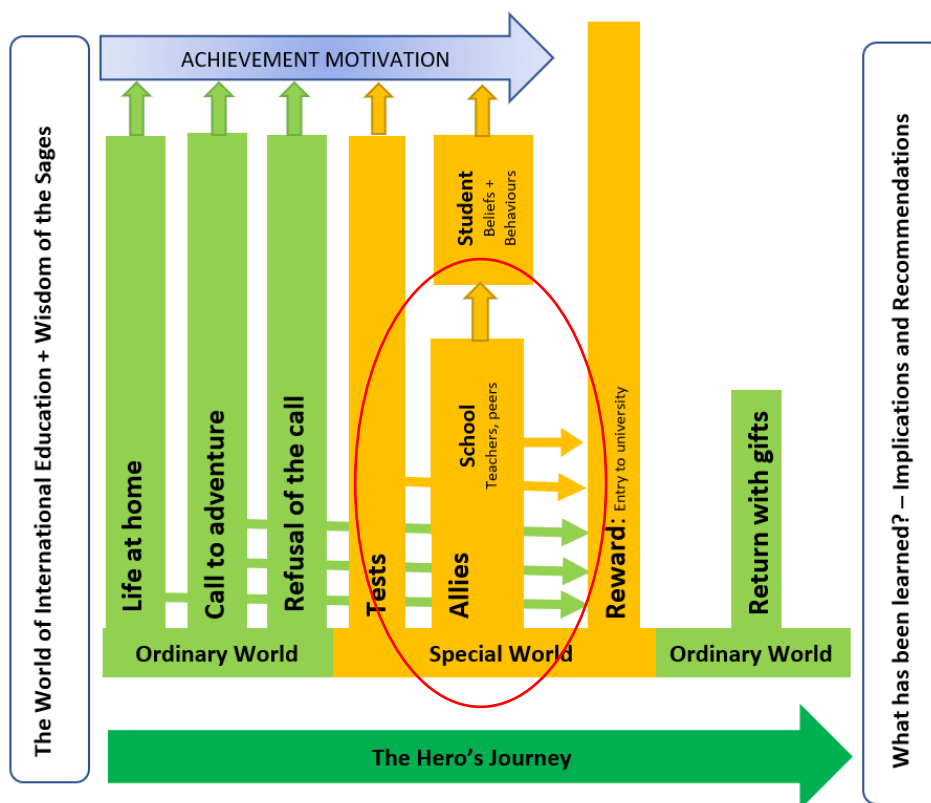 The World of International Education + Wisdom of the Sages
ACHIEVEMENT MOTIVATION
Life at home
Call to adventure
Refusal of the call
Tests
Student
Beliefs +
Behaviours
School
Teachers, peers
Allies
Reward: Entry to university
Return with gifts
Ordinary World
Special World
Ordinary World
The Hero's Journey
What has been learned? – Implications and Recommendations